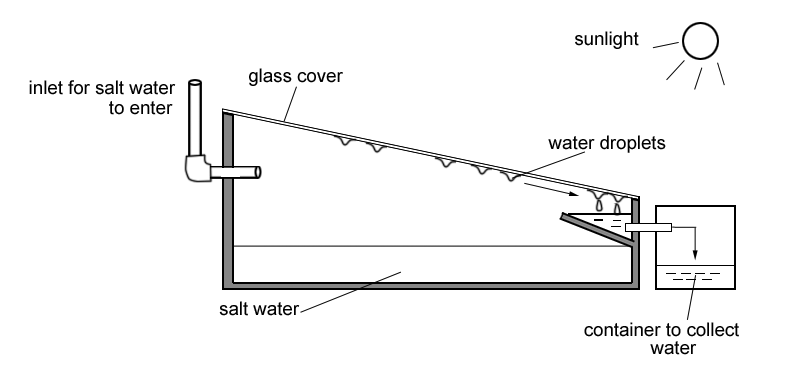 sunlight
glass cover
inlet for salt water
to enter
water droplets
salt water
container to collect
water